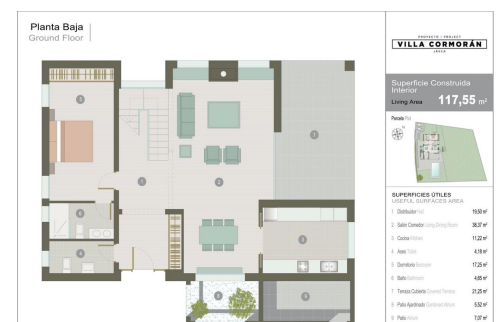 Planta Baja
Ground Floor
PROYECTO | PROJECT
VILLA CORMORÁN
JÁVEA
Superficie Construida
Interior
Living Area 117,55 m²
Parcela Plot
SUPERFICIES ÚTILES
USEFUL SURFACES AREA
1 Distribuidor Hall 19,50 m²
2 Salón Comedor Living Dining Room 38,37 m²
3 Cocina Kitchen 11,22 m²
4 Aseo Toilet 4,18 m²
5 Dormitorio Bedroom 17,25 m²
6 Baño Bathroom 4,65 m²
7 Terraza Cubierta Covered Terrace 21,25 m²
8 Patio Ajardinado Gardened Atrium 5,52 m²
9 Patio Atrium 7,07 m²